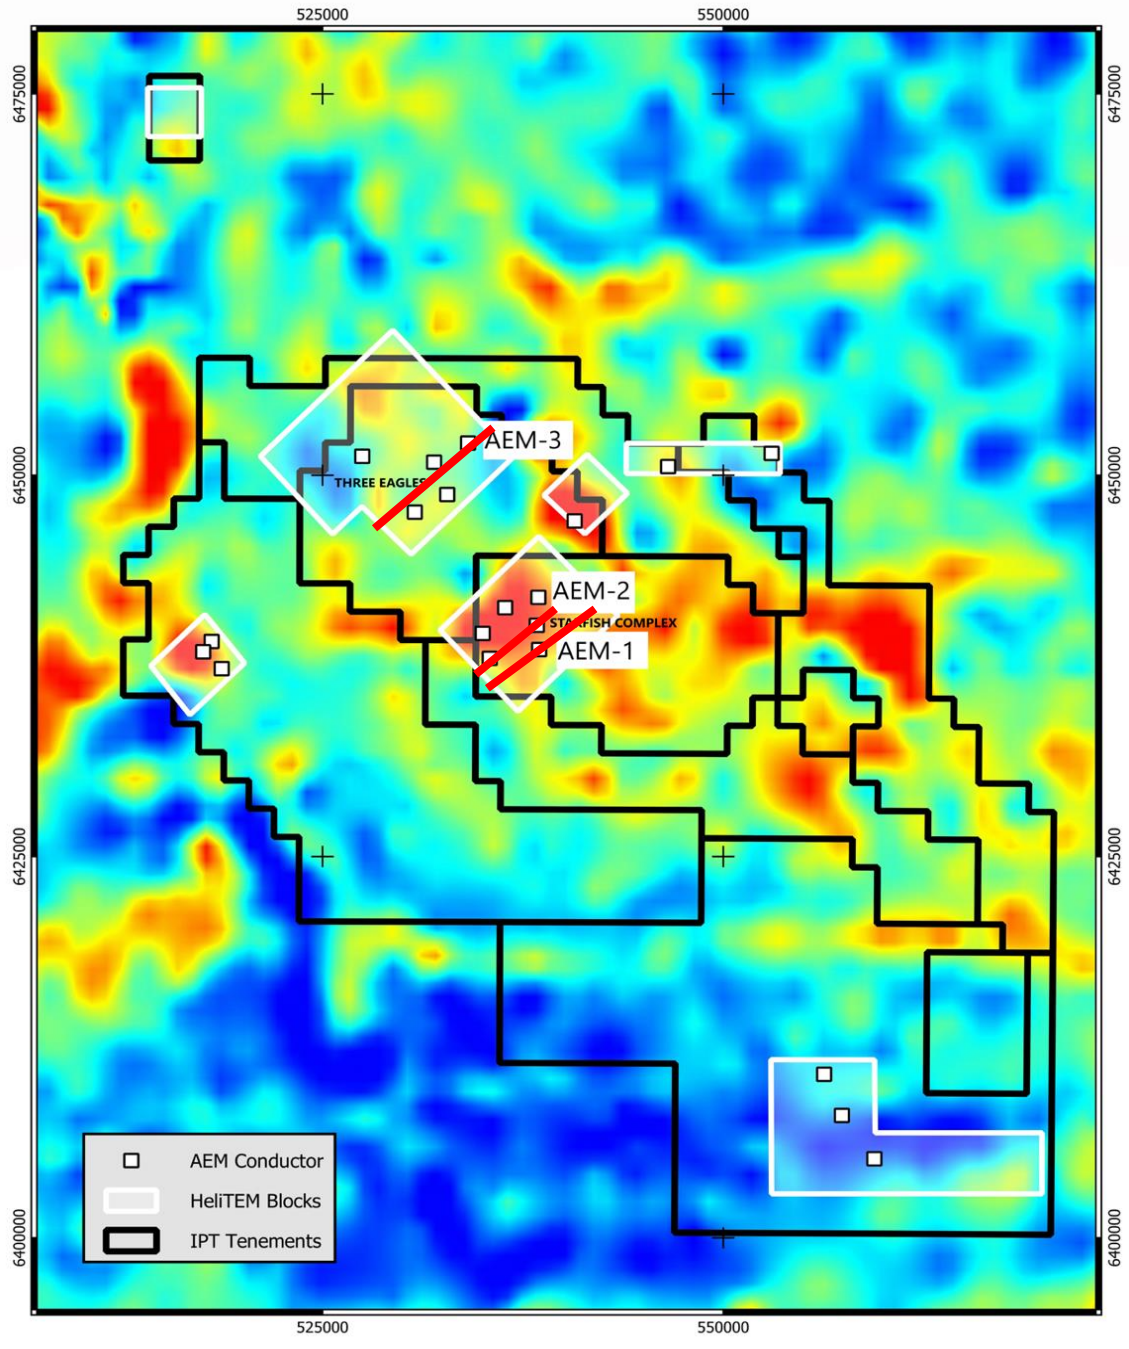 525000
550000
6475000
6475000
AEM-3
THREE EAGLES
6450000
6450000
AEM-2
STARFISH COMPLEX
AEM-1
6425000
6425000
AEM Conductor
HeliTEM Blocks
IPT Tenements
6400000
6400000
525000
550000